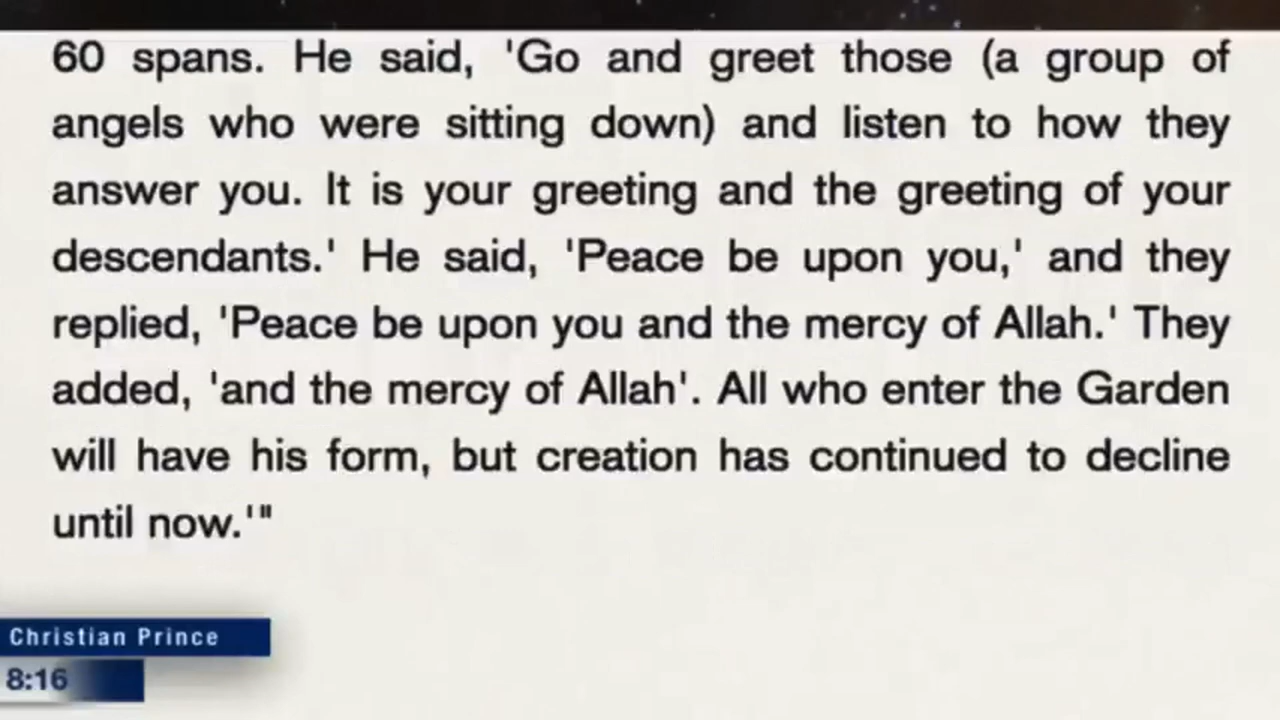 60 spans. He said, 'Go and greet those (a group of
angels who were sitting down) and listen to how they
answer you. It is your greeting and the greeting of your
descendants.' He said, 'Peace be upon you,' and they
replied, 'Peace be upon you and the mercy of Allah.' They
added, 'and the mercy of Allah'. All who enter the Garden
will have his form, but creation has continued to decline
until now.'"
Christian Prince
8:16